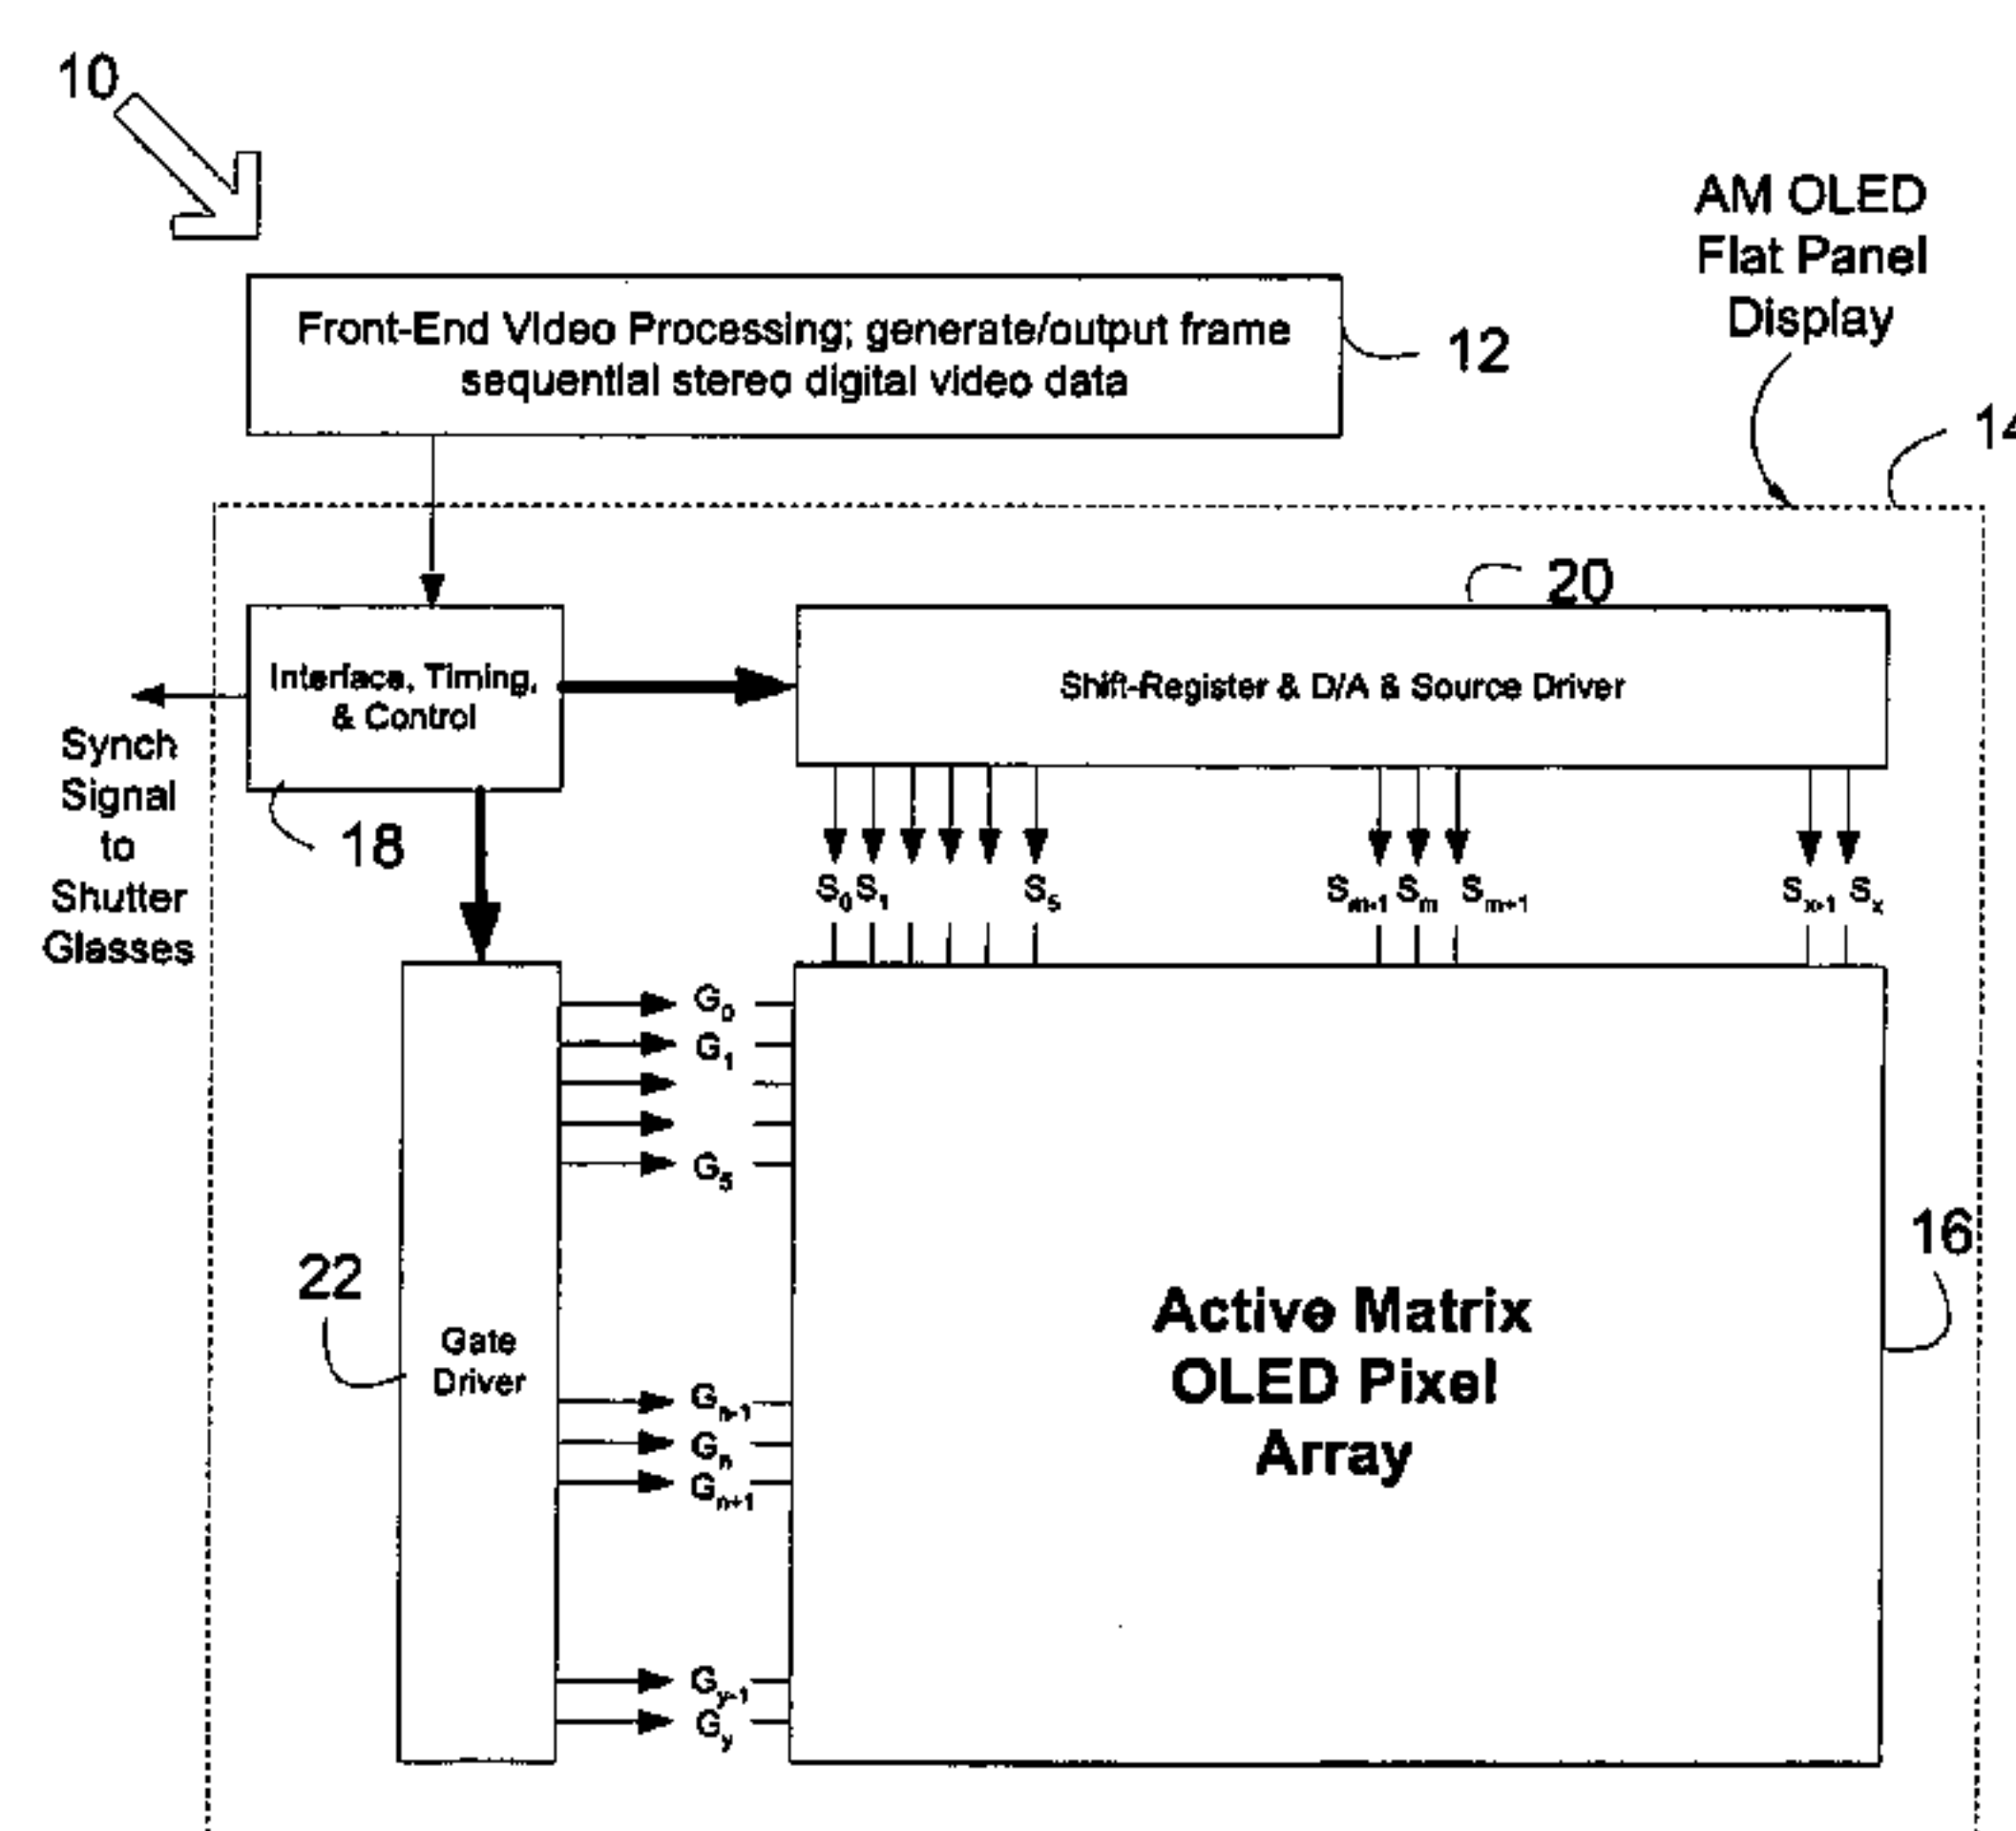 10
AM OLED
Flat Panel
Display
Front-End Video Processing; generate/output frame
sequential stereo digital video data
12
14
20
Interface, Timing,
& Control
Shift-Register & D/A & Source Driver
Synch
Signal
to
Shutter
Glasses
18
S0 S1 S5 Sm-1 Sm Sm+1 Sx-1 Sx
G0
G1
G5
16
22
Gate
Driver
Active Matrix
OLED Pixel
Array
Gn-1
Gn
Gn+1
Gy-1
Gy